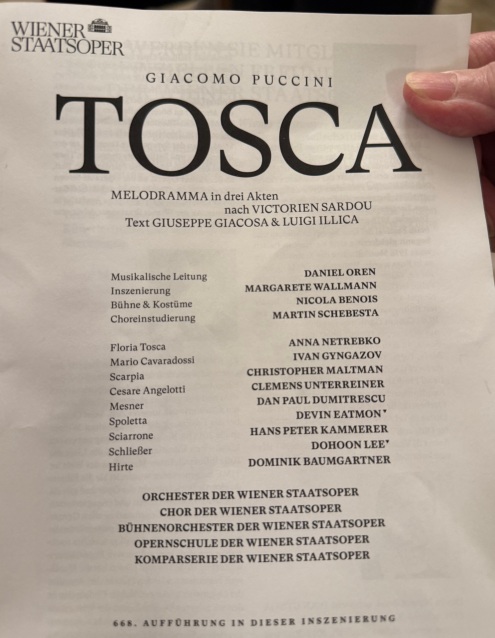 WIENER
STAATSOPER
GIACOMO PUCCINI
TOSCA
MELODRAMMA in drei Akten
nach VICTORIEN SARDOU
Text GIUSEPPE GIACOSA & LUIGI ILLICA
Musikalische Leitung DANIEL OREN
Inszenierung MARGARETE WALLMANN
Bühne & Kostüme NICOLA BENOIS
Choreinstudierung MARTIN SCHEBESTA
Floria Tosca ANNA NETREBKO
Mario Cavaradossi IVAN GYNGAZOV
Scarpia CHRISTOPHER MALTMAN
Cesare Angelotti CLEMENS UNTERREINER
Mesner DAN PAUL DUMITRESCU
Spoletta DEVIN EATMON*
Sciarrone HANS PETER KAMMERER
Schließer DOHOON LEE*
Hirte DOMINIK BAUMGARTNER
ORCHESTER DER WIENER STAATSOPER
CHOR DER WIENER STAATSOPER
BÜHNENORCHESTER DER WIENER STAATSOPER
OPERNSCHULE DER WIENER STAATSOPER
KOMPARSERIE DER WIENER STAATSOPER
668. AUFFÜHRUNG IN DIESER INSZENIERUNG